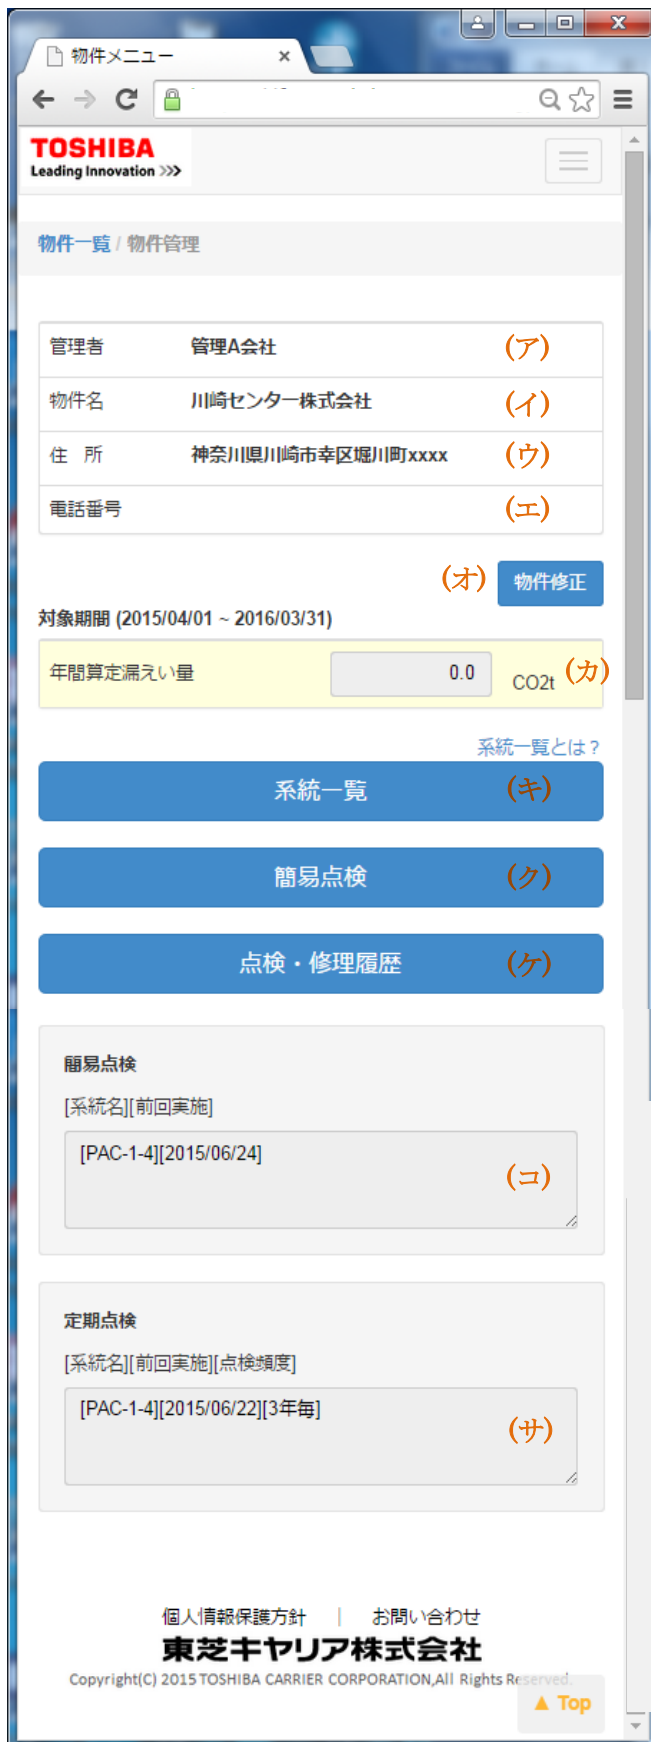 物件メニュー
TOSHIBA
Leading Innovation >>>
物件一覧 / 物件管理
管理者 管理A会社 (ア)
物件名 川崎センター株式会社 (イ)
住 所 神奈川県川崎市幸区堀川町xxxx (ウ)
電話番号 (エ)
(オ) 物件修正
対象期間 (2015/04/01 ~ 2016/03/31)
年間算定漏えい量 0.0 CO2t (カ)
系統一覧とは？
系統一覧 (キ)
簡易点検 (ク)
点検・修理履歴 (ケ)
簡易点検
[系統名][前回実施]
[PAC-1-4][2015/06/24]
(コ)
定期点検
[系統名][前回実施][点検頻度]
[PAC-1-4][2015/06/22][3年毎]
(サ)
個人情報保護方針 | お問い合わせ
東芝キヤリア株式会社
Copyright(C) 2015 TOSHIBA CARRIER CORPORATION,All Rights Reserved.
▲ Top